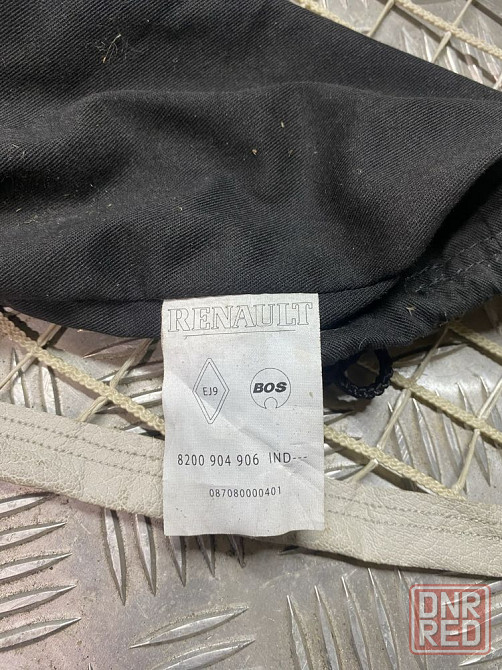 RENAULT
EJ9
BOS
8200 904 906 IND---
087080000401
DNR
RED